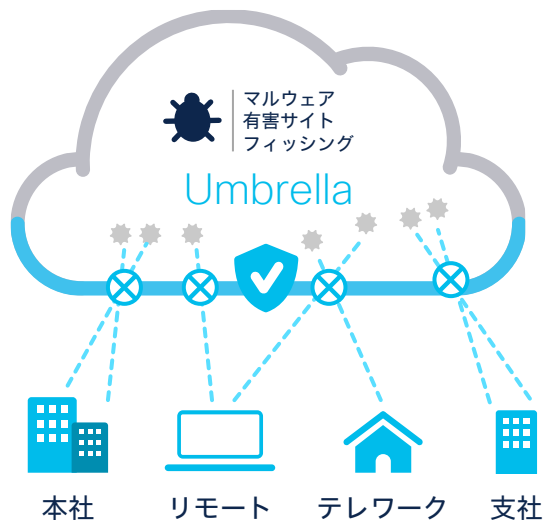 マルウェア
有害サイト
フィッシング
Umbrella
本社
リモート
テレワーク
支社